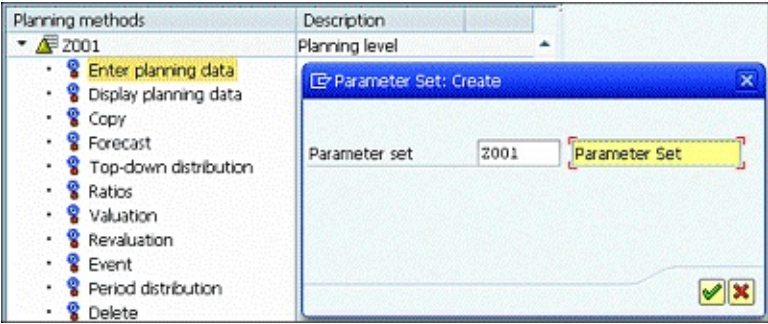 Planning methods Description
Z001 Planning level
Enter planning data
Display planning data
Copy
Forecast
Top-down distribution
Ratios
Valuation
Revaluation
Event
Period distribution
Delete
Parameter Set: Create
Parameter set Z001 Parameter Set